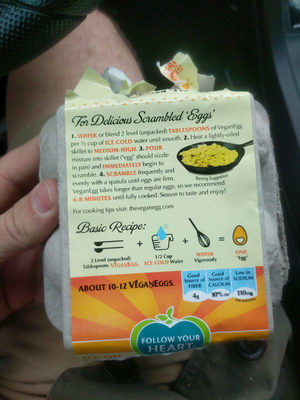 For Delicious Scrambled 'Eggs'
1. WHISK or blend 2 level (unpacked) TABLESPOONS of VeganEgg
per ½ cup of ICE COLD water until smooth. 2. Heat a lightly-oiled
skillet to MEDIUM-HIGH. 3. POUR
mixture into skillet ("egg" should sizzle
in pan) and IMMEDIATELY begin to
scramble. 4. SCRAMBLE frequently and
evenly with a spatula until eggs are firm.
VeganEgg takes longer than regular eggs, so we recommend
6-8 MINUTES until fully cooked. Season to taste and enjoy!
Serving Suggestion
For cooking tips visit: theveganegg.com
Basic Recipe:
+ = 
2 Level (unpacked)
Tablespoons VEGANEGG
1/2 Cup
ICE COLD Water
WHISK
Vigorously
ONE
'Egg'
ABOUT 10-12 VEGANEGGS
Good
Source of
FIBER
4g
Good
Source of
CALCIUM
10% DV
Low in
SODIUM
110mg
PER SERVING
FOLLOW YOUR
HEART